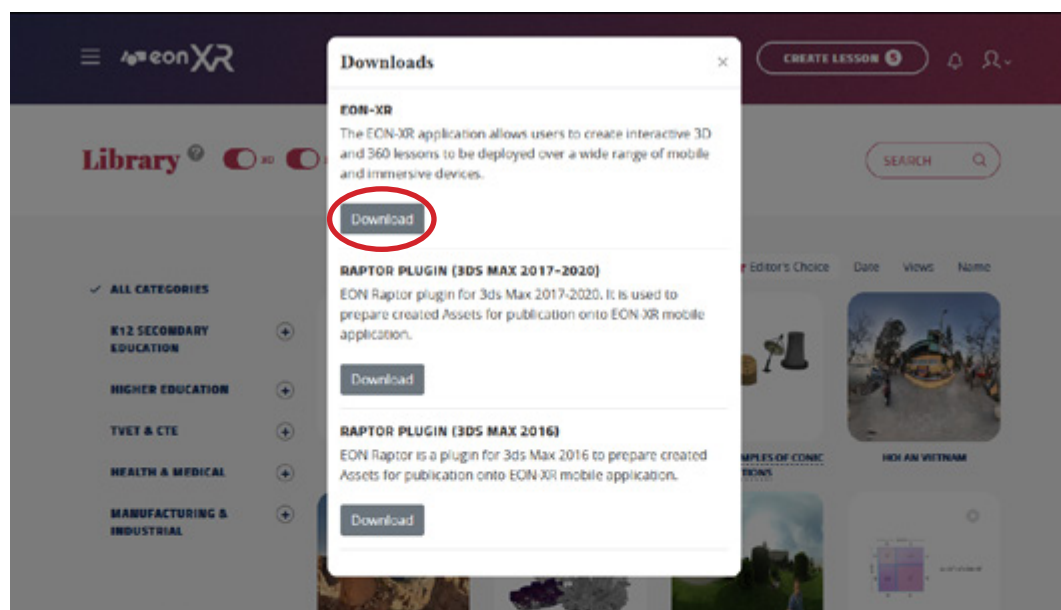 eonXR
Downloads
×
CREATE LESSON
EON-XR
The EON-XR application allows users to create interactive 3D
and 360 lessons to be deployed over a wide range of mobile
and immersive devices.
Download
Library
SEARCH
RAPTOR PLUGIN (3DS MAX 2017-2020)
EON Raptor plugin for 3ds Max 2017-2020. It is used to
prepare created Assets for publication onto EON-XR mobile
application.
Download
RAPTOR PLUGIN (3DS MAX 2016)
EON Raptor is a plugin for 3ds Max 2016 to prepare created
Assets for publication onto EON-XR mobile application.
Download
ALL CATEGORIES
K12 SECONDARY
EDUCATION
HIGHER EDUCATION
TVET & CTE
HEALTH & MEDICAL
MANUFACTURING &
INDUSTRIAL
Editor's Choice Date Views Name
OF CONIC
HOI AN VIETNAM